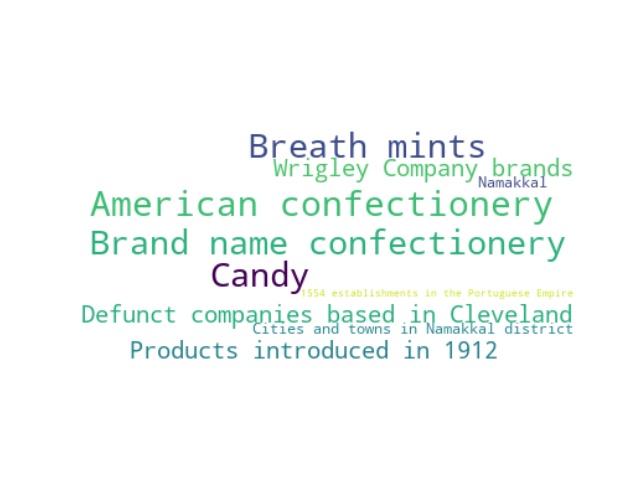 Breath mints
Wrigley Company brands
Namakkal
American confectionery
Brand name confectionery
Candy
1554 establishments in the Portuguese Empire
Defunct companies based in Cleveland
Cities and towns in Namakkal district
Products introduced in 1912